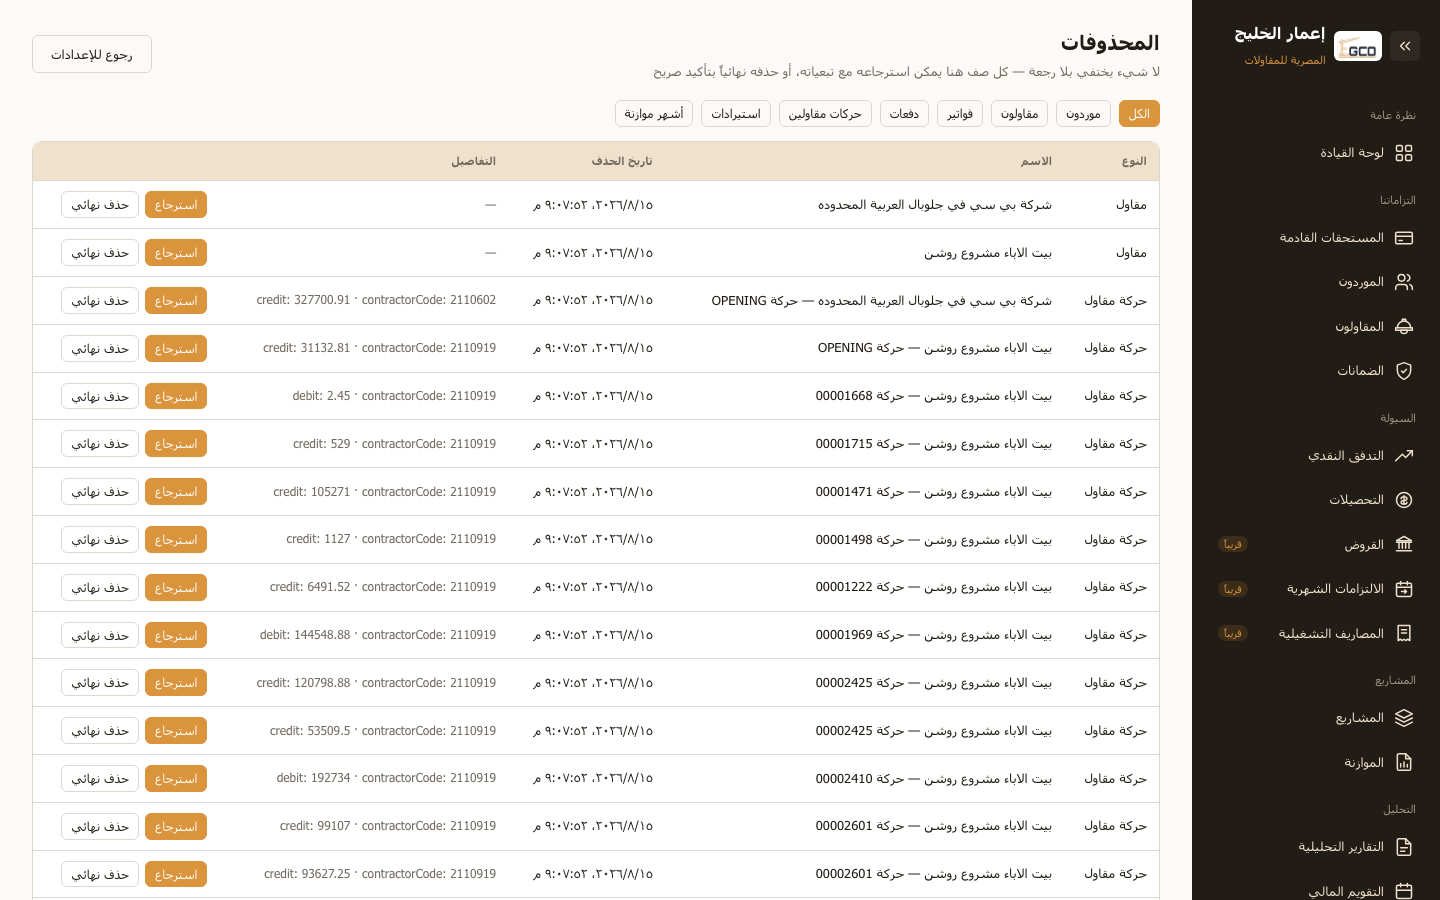 إعمار الخليج
المصرية للمقاولات
GCO
نظرة عامة
لوحة القيادة
التزاماتنا
المستحقات القادمة
الموردون
المقاولون
الضمانات
السيولة
التدفق النقدي
التحصيلات
القروض قريباً
الالتزامات الشهرية قريباً
المصاريف التشغيلية قريباً
المشاريع
المشاريع
الموازنة
التحليل
التقارير التحليلية
التقويم المالي
المحذوفات
رجوع للإعدادات
لا شيء يختفي بلا رجعة — كل صف هنا يمكن استرجاعه مع تبعياته، أو حذفه نهائياً بتأكيد صريح
الكل موردون مقاولون فواتير دفعات حركات مقاولين استيرادات أشهر موازنة
النوع الاسم تاريخ الحذف التفاصيل
مقاول شركة بي سي في جلوبال العربية المحدوده ٢٠٢٦/٨/١٥، ٩:٠٧:٥٢ م — استرجاع حذف نهائي
مقاول بيت الاباء مشروع روشن ٢٠٢٦/٨/١٥، ٩:٠٧:٥٢ م — استرجاع حذف نهائي
حركة مقاول شركة بي سي في جلوبال العربية المحدوده — حركة OPENING ٢٠٢٦/٨/١٥، ٩:٠٧:٥٢ م credit: 327700.91 · contractorCode: 2110602 استرجاع حذف نهائي
حركة مقاول بيت الاباء مشروع روشن — حركة OPENING ٢٠٢٦/٨/١٥، ٩:٠٧:٥٢ م credit: 31132.81 · contractorCode: 2110919 استرجاع حذف نهائي
حركة مقاول بيت الاباء مشروع روشن — حركة 00001668 ٢٠٢٦/٨/١٥، ٩:٠٧:٥٢ م debit: 2.45 · contractorCode: 2110919 استرجاع حذف نهائي
حركة مقاول بيت الاباء مشروع روشن — حركة 00001715 ٢٠٢٦/٨/١٥، ٩:٠٧:٥٢ م credit: 529 · contractorCode: 2110919 استرجاع حذف نهائي
حركة مقاول بيت الاباء مشروع روشن — حركة 00001471 ٢٠٢٦/٨/١٥، ٩:٠٧:٥٢ م credit: 105271 · contractorCode: 2110919 استرجاع حذف نهائي
حركة مقاول بيت الاباء مشروع روشن — حركة 00001498 ٢٠٢٦/٨/١٥، ٩:٠٧:٥٢ م credit: 1127 · contractorCode: 2110919 استرجاع حذف نهائي
حركة مقاول بيت الاباء مشروع روشن — حركة 00001222 ٢٠٢٦/٨/١٥، ٩:٠٧:٥٢ م credit: 6491.52 · contractorCode: 2110919 استرجاع حذف نهائي
حركة مقاول بيت الاباء مشروع روشن — حركة 00001969 ٢٠٢٦/٨/١٥، ٩:٠٧:٥٢ م debit: 144548.88 · contractorCode: 2110919 استرجاع حذف نهائي
حركة مقاول بيت الاباء مشروع روشن — حركة 00002425 ٢٠٢٦/٨/١٥، ٩:٠٧:٥٢ م credit: 120798.88 · contractorCode: 2110919 استرجاع حذف نهائي
حركة مقاول بيت الاباء مشروع روشن — حركة 00002425 ٢٠٢٦/٨/١٥، ٩:٠٧:٥٢ م credit: 53509.5 · contractorCode: 2110919 استرجاع حذف نهائي
حركة مقاول بيت الاباء مشروع روشن — حركة 00002410 ٢٠٢٦/٨/١٥، ٩:٠٧:٥٢ م debit: 192734 · contractorCode: 2110919 استرجاع حذف نهائي
حركة مقاول بيت الاباء مشروع روشن — حركة 00002601 ٢٠٢٦/٨/١٥، ٩:٠٧:٥٢ م credit: 99107 · contractorCode: 2110919 استرجاع حذف نهائي
حركة مقاول بيت الاباء مشروع روشن — حركة 00002601 ٢٠٢٦/٨/١٥، ٩:٠٧:٥٢ م credit: 93627.25 · contractorCode: 2110919 استرجاع حذف نهائي